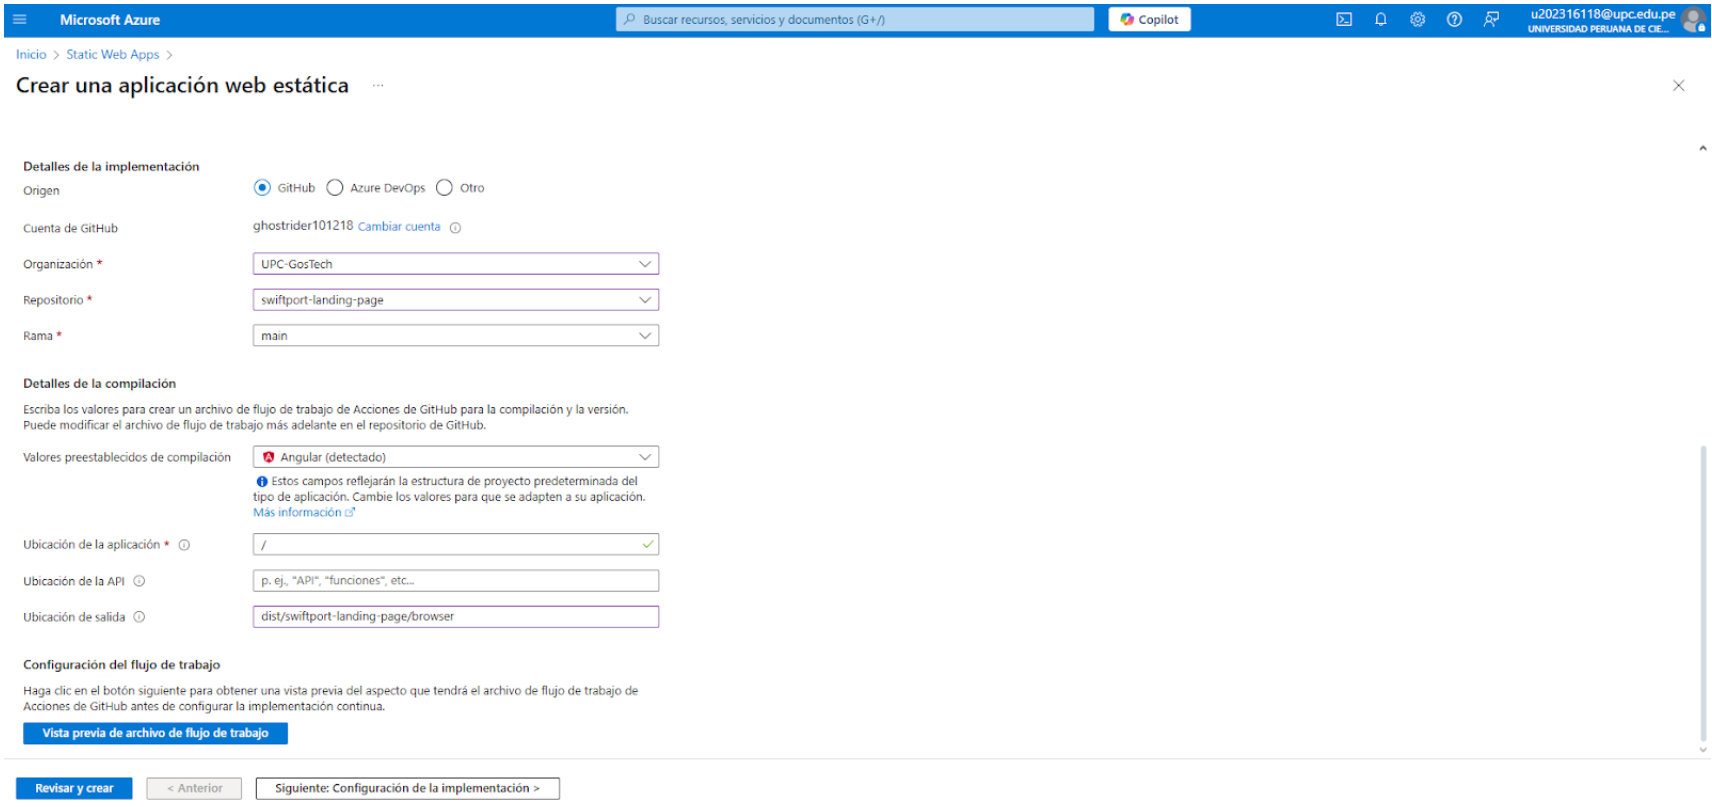 Microsoft Azure
Buscar recursos, servicios y documentos (G+/)
Copilot
u202316118@upc.edu.pe
UNIVERSIDAD PERUANA DE CIE...
Inicio > Static Web Apps >
Crear una aplicación web estática ...
Detalles de la implementación
Origen
GitHub
Azure DevOps
Otro
Cuenta de GitHub
ghostrider101218 Cambiar cuenta
Organización *
UPC-GosTech
Repositorio *
swiftport-landing-page
Rama *
main
Detalles de la compilación
Escriba los valores para crear un archivo de flujo de trabajo de Acciones de GitHub para la compilación y la versión.
Puede modificar el archivo de flujo de trabajo más adelante en el repositorio de GitHub.
Valores preestablecidos de compilación
Angular (detectado)
Estos campos reflejarán la estructura de proyecto predeterminada del
tipo de aplicación. Cambie los valores para que se adapten a su aplicación.
Más información
Ubicación de la aplicación *
/
Ubicación de la API
p. ej., "API", "funciones", etc...
Ubicación de salida
dist/swiftport-landing-page/browser
Configuración del flujo de trabajo
Haga clic en el botón siguiente para obtener una vista previa del aspecto que tendrá el archivo de flujo de trabajo de
Acciones de GitHub antes de configurar la implementación continua.
Vista previa de archivo de flujo de trabajo
Revisar y crear
< Anterior
Siguiente: Configuración de la implementación >